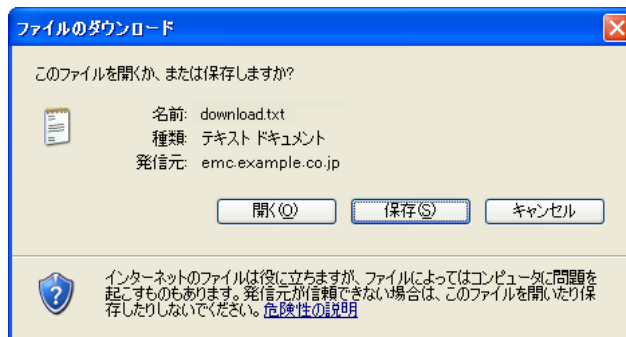 ファイルのダウンロード
このファイルを開くか、または保存しますか?
名前: download.txt
種類: テキスト ドキュメント
発信元: emc.example.co.jp
開く(O) 保存(S) キャンセル
インターネットのファイルは役に立ちますが、ファイルによってはコンピュータに問題を
起こすものもあります。発信元が信頼できない場合は、このファイルを開いたり保
存したりしないでください。危険性の説明